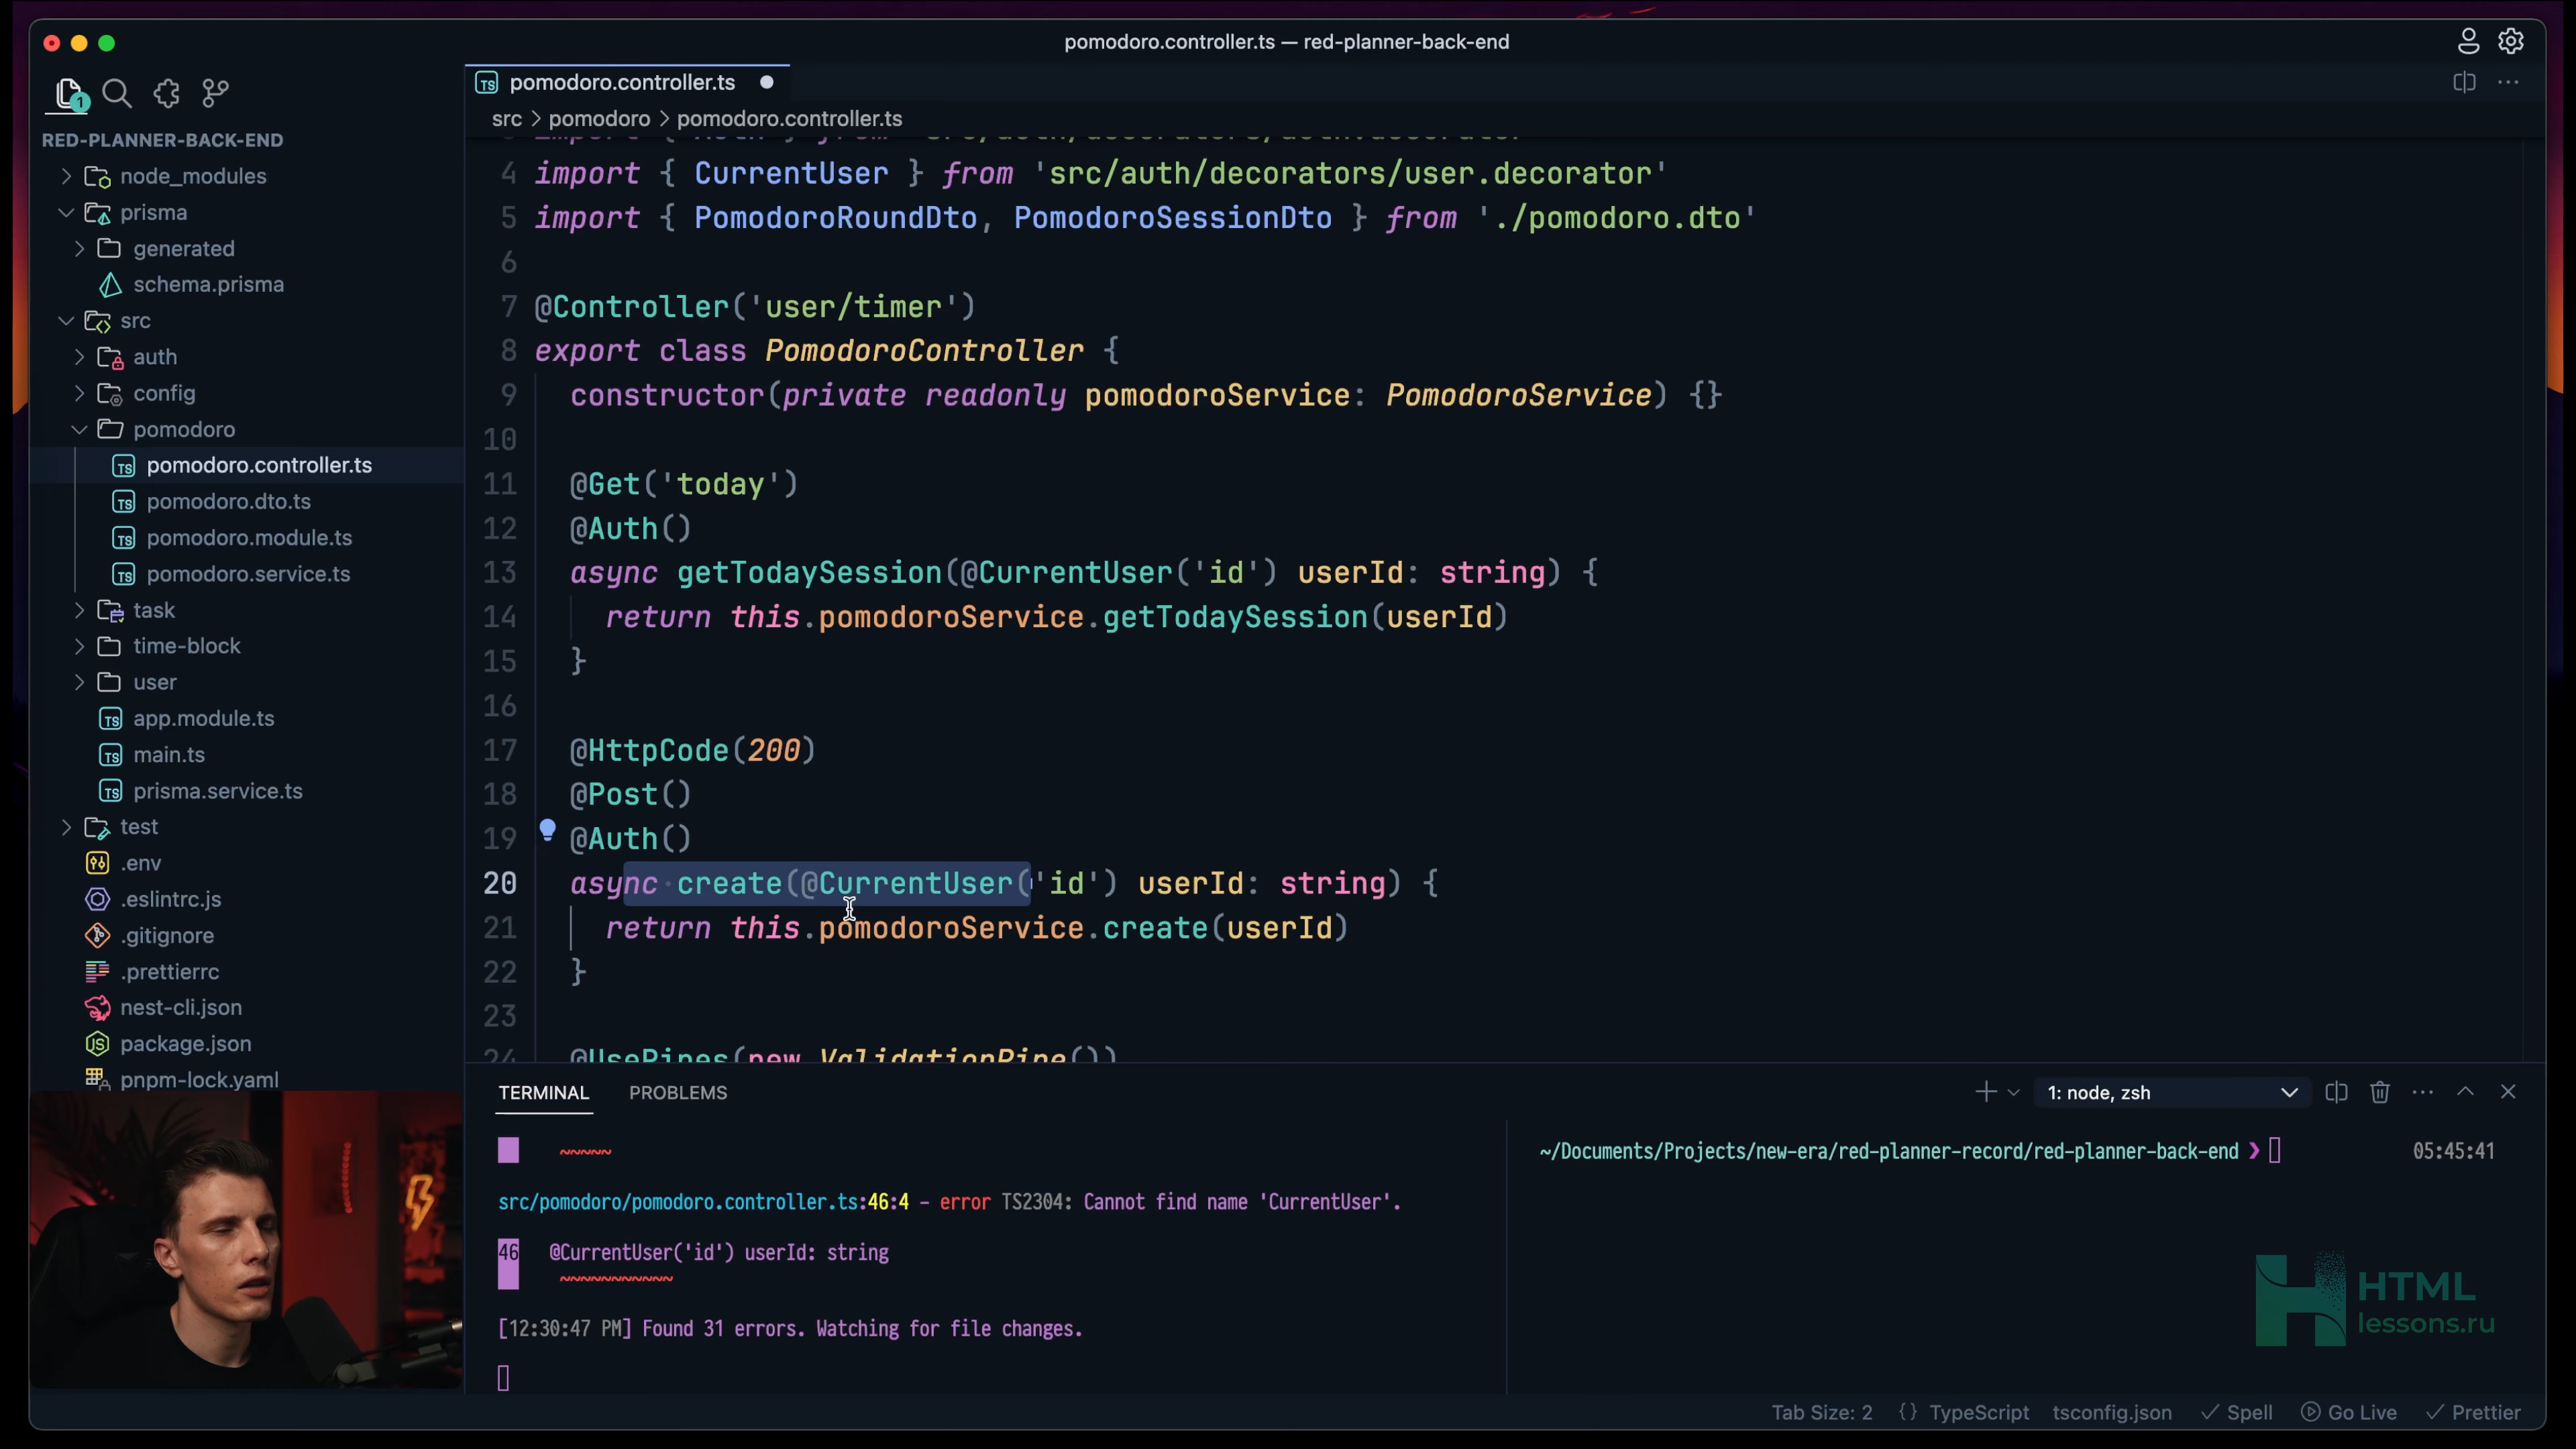 pomodoro.controller.ts — red-planner-back-end
1
RED-PLANNER-BACK-END
node_modules
prisma
generated
schema.prisma
src
auth
config
pomodoro
pomodoro.controller.ts
pomodoro.dto.ts
pomodoro.module.ts
pomodoro.service.ts
task
time-block
user
app.module.ts
main.ts
prisma.service.ts
test
.env
.eslintrc.js
.gitignore
.prettierrc
nest-cli.json
package.json
pnpm-lock.yaml
pomodoro.controller.ts
src > pomodoro > pomodoro.controller.ts
4 import { CurrentUser } from 'src/auth/decorators/user.decorator'
5 import { PomodoroRoundDto, PomodoroSessionDto } from './pomodoro.dto'
6
7 @Controller('user/timer')
8 export class PomodoroController {
9 constructor(private readonly pomodoroService: PomodoroService) {}
10
11 @Get('today')
12 @Auth()
13 async getTodaySession(@CurrentUser('id') userId: string) {
14 return this.pomodoroService.getTodaySession(userId)
15 }
16
17 @HttpCode(200)
18 @Post()
19 @Auth()
20 async create(@CurrentUser('id') userId: string) {
21 return this.pomodoroService.create(userId)
22 }
23
24 @UsePipes(new ValidationPipe())
TERMINAL PROBLEMS
1: node, zsh
~~~~~
src/pomodoro/pomodoro.controller.ts:46:4 - error TS2304: Cannot find name 'CurrentUser'.
46 @CurrentUser('id') userId: string
~~~~~~~~~~~
[12:30:47 PM] Found 31 errors. Watching for file changes.
~/Documents/Projects/new-era/red-planner-record/red-planner-back-end ❯ 05:45:41
HTML
lessons.ru
Tab Size: 2 {} TypeScript tsconfig.json ✓ Spell Go Live ✓ Prettier